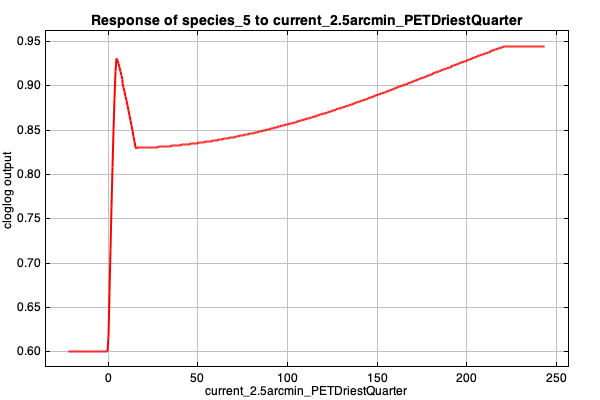 Response of species_5 to current_2.5arcmin_PETDriestQuarter
0.95
0.90
0.85
0.80
0.75
0.70
0.65
0.60
cloglog output
0 50 100 150 200 250
current_2.5arcmin_PETDriestQuarter